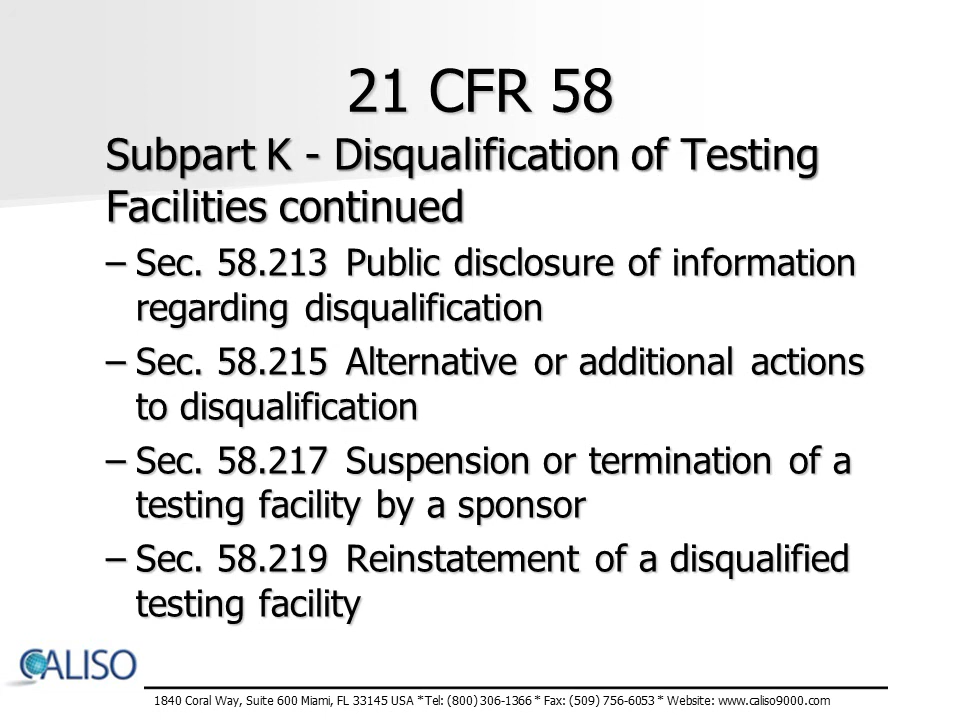 21 CFR 58
Subpart K - Disqualification of Testing
Facilities continued
– Sec. 58.213 Public disclosure of information
regarding disqualification
– Sec. 58.215 Alternative or additional actions
to disqualification
– Sec. 58.217 Suspension or termination of a
testing facility by a sponsor
– Sec. 58.219 Reinstatement of a disqualified
testing facility
CALISO
1840 Coral Way, Suite 600 Miami, FL 33145 USA *Tel: (800) 306-1366 * Fax: (509) 756-6053 * Website: www.caliso9000.com